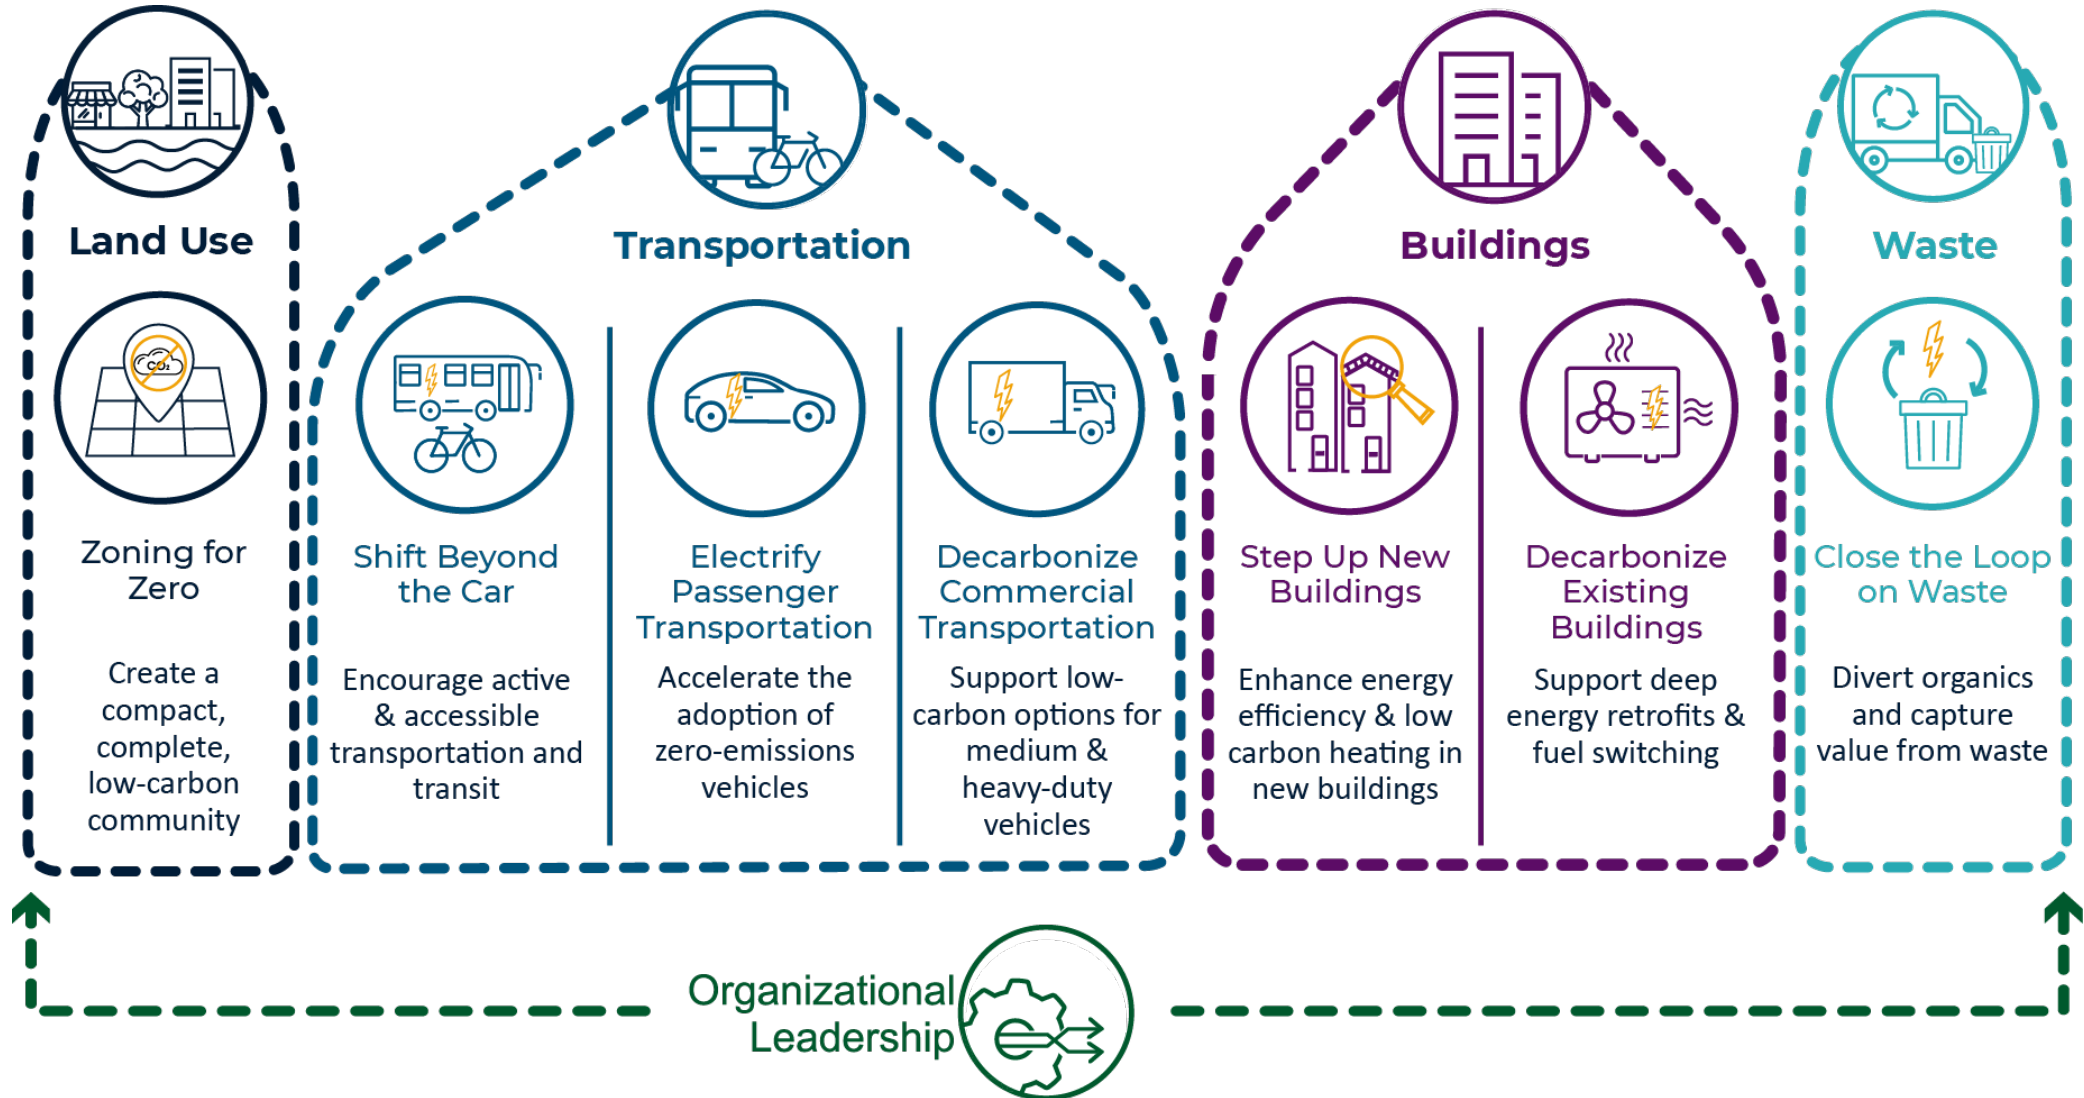 Land Use
Zoning for
Zero
CO₂
Create a
compact,
complete,
low-carbon
community
Transportation
Shift Beyond
the Car
Encourage active
& accessible
transportation and
transit
Electrify
Passenger
Transportation
Accelerate the
adoption of
zero-emissions
vehicles
Decarbonize
Commercial
Transportation
Support low-
carbon options for
medium &
heavy-duty
vehicles
Buildings
Step Up New
Buildings
Enhance energy
efficiency & low
carbon heating in
new buildings
Decarbonize
Existing
Buildings
Support deep
energy retrofits &
fuel switching
Waste
Close the Loop
on Waste
Divert organics
and capture
value from waste
Organizational
Leadership